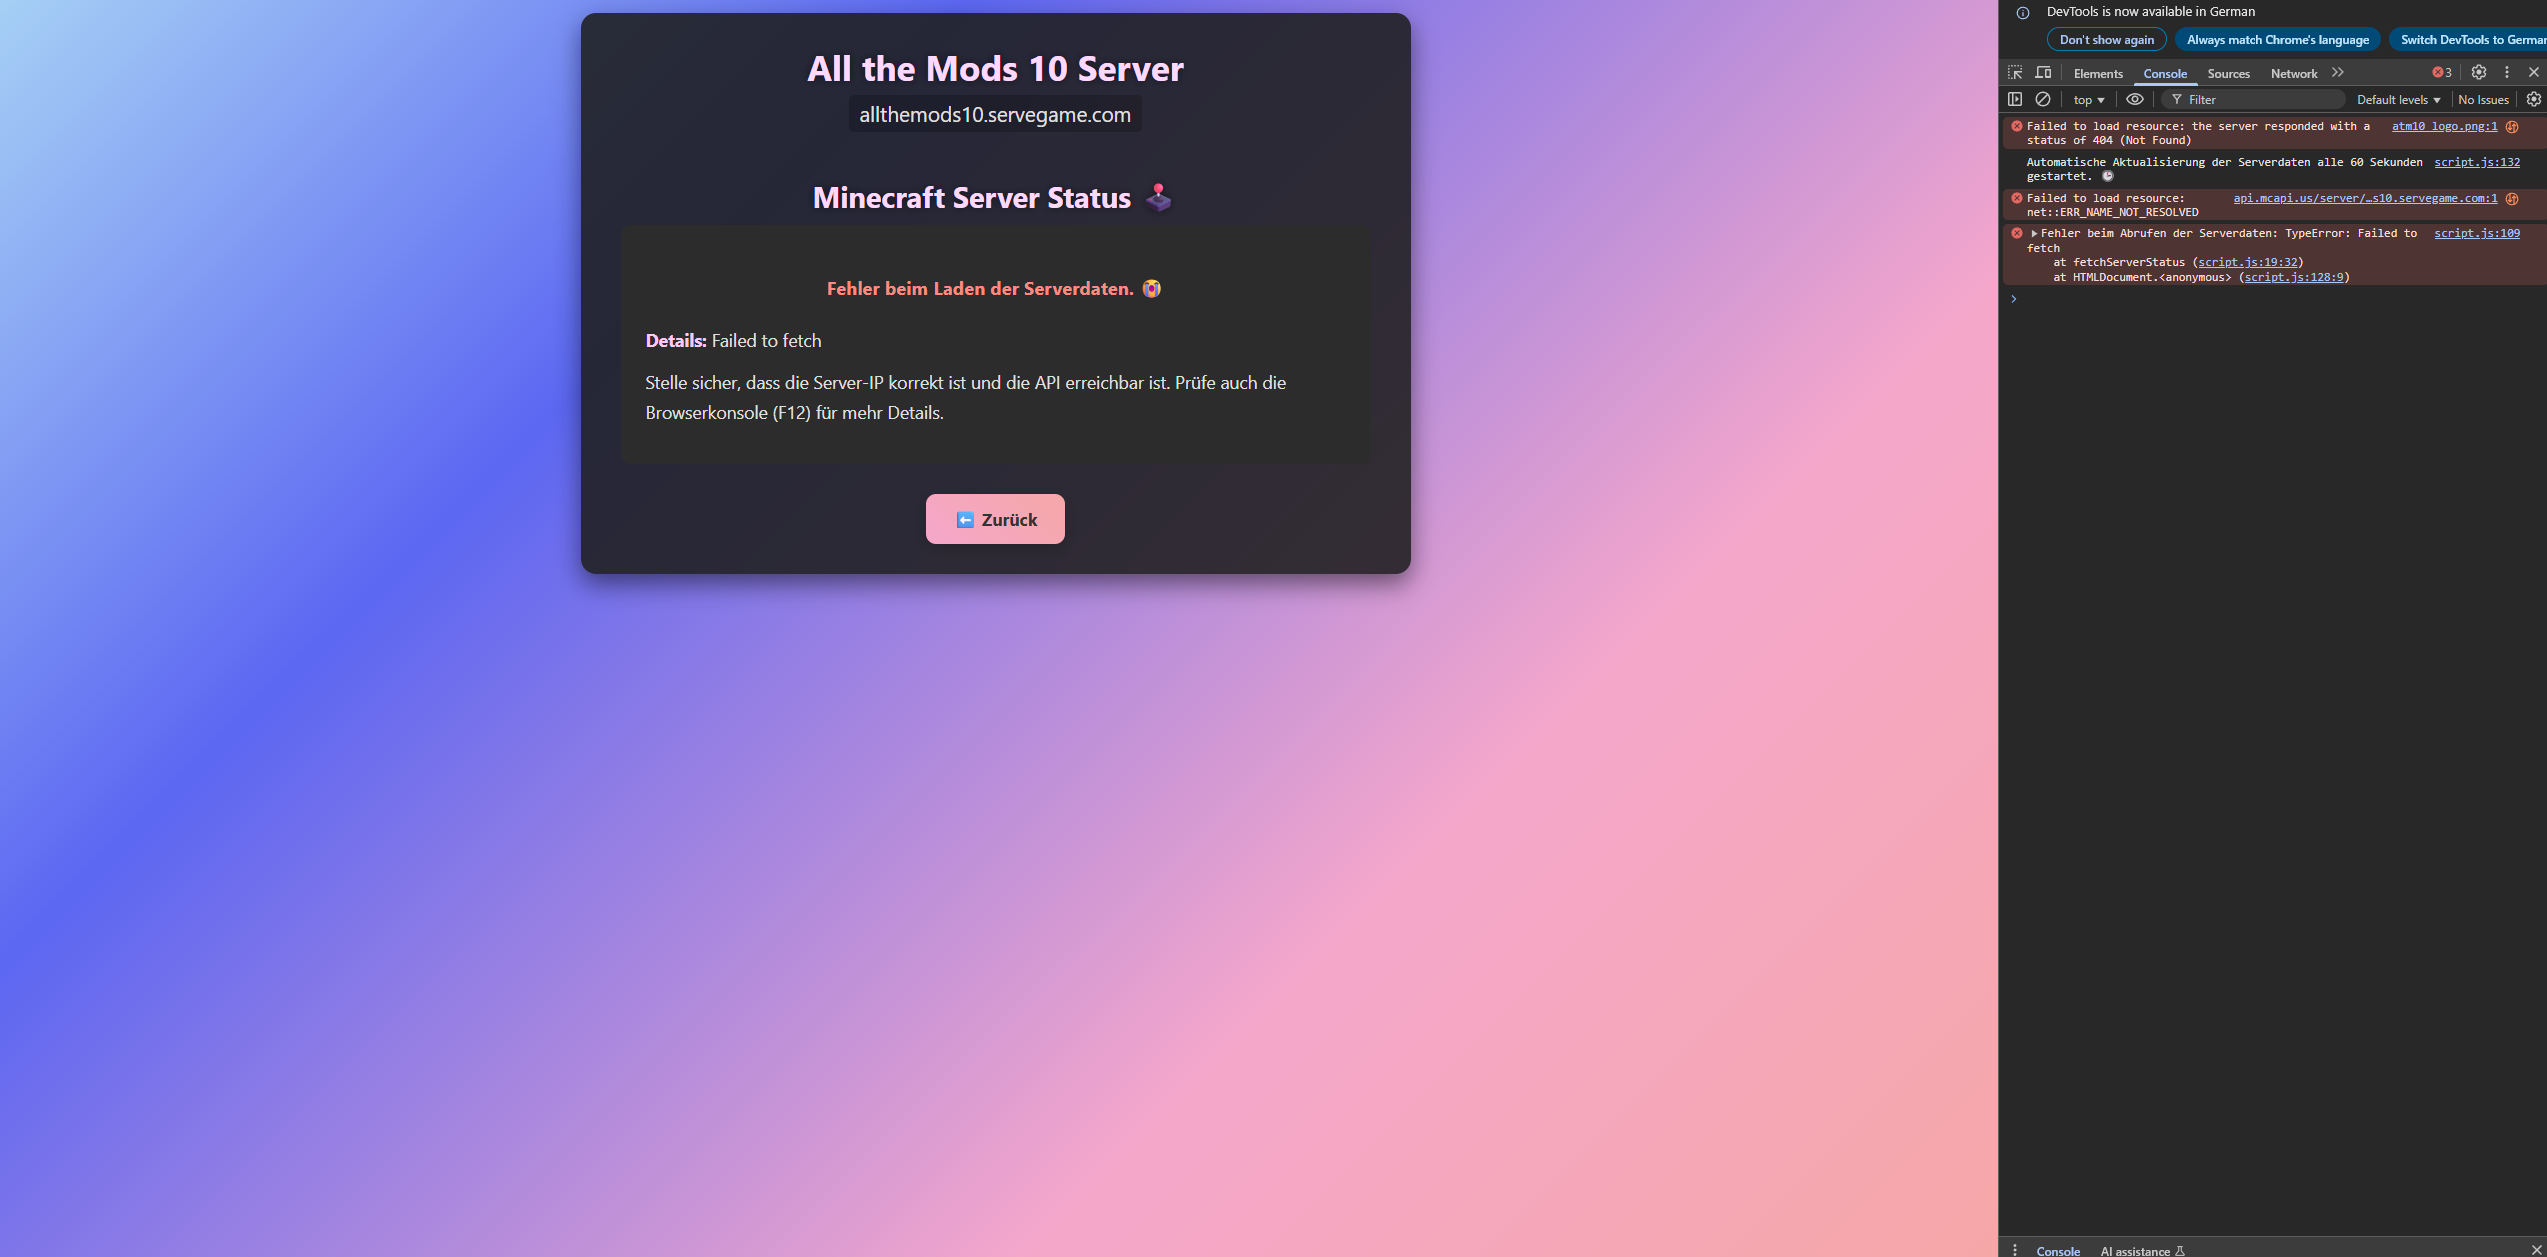 All the Mods 10 Server
allthemods10.servegame.com
Minecraft Server Status
Fehler beim Laden der Serverdaten.
Details: Failed to fetch
Stelle sicher, dass die Server-IP korrekt ist und die API erreichbar ist. Prüfe auch die
Browserkonsole (F12) für mehr Details.
Zurück
DevTools is now available in German
Don't show again Always match Chrome's language Switch DevTools to German
Elements Console Sources Network 3
top Filter Default levels No Issues
Failed to load resource: the server responded with a atm10_logo.png:1
status of 404 (Not Found)
Automatische Aktualisierung der Serverdaten alle 60 Sekunden script.js:132
gestartet.
Failed to load resource: api.mcapi.us/server/…s10.servegame.com:1
net::ERR_NAME_NOT_RESOLVED
Fehler beim Abrufen der Serverdaten: TypeError: Failed to script.js:109
fetch
at fetchServerStatus (script.js:19:32)
at HTMLDocument.<anonymous> (script.js:128:9)
Console AI assistance